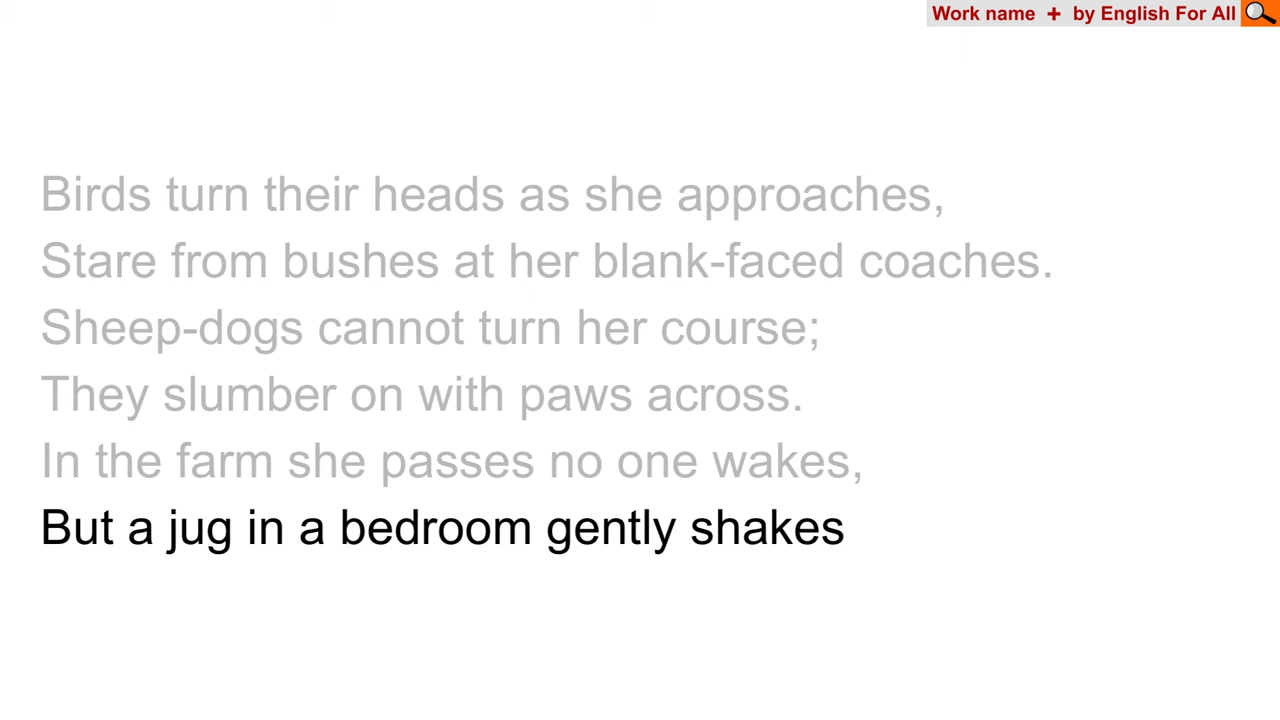 Work name + by English For All
Birds turn their heads as she approaches,
Stare from bushes at her blank-faced coaches.
Sheep-dogs cannot turn her course;
They slumber on with paws across.
In the farm she passes no one wakes,
But a jug in a bedroom gently shakes